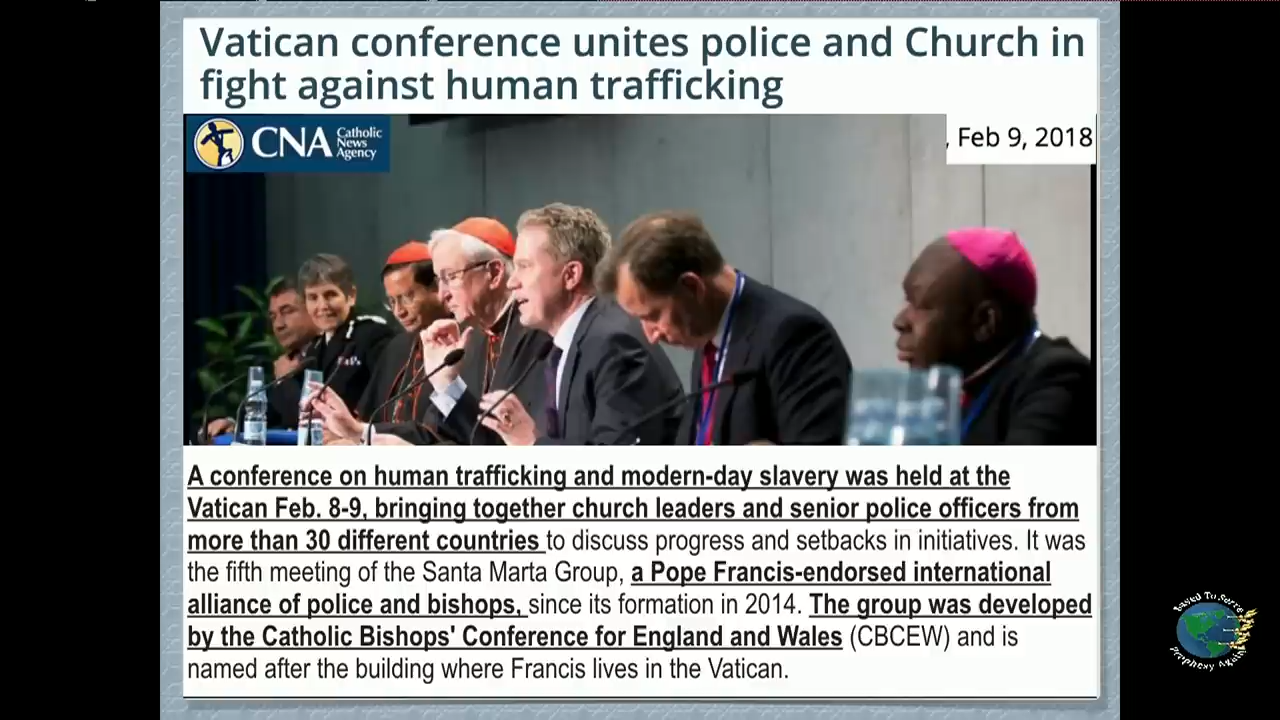 Vatican conference unites police and Church in
fight against human trafficking
CNA Catholic
News
Agency
, Feb 9, 2018
A conference on human trafficking and modern-day slavery was held at the
Vatican Feb. 8-9, bringing together church leaders and senior police officers from
more than 30 different countries to discuss progress and setbacks in initiatives. It was
the fifth meeting of the Santa Marta Group, a Pope Francis-endorsed international
alliance of police and bishops, since its formation in 2014. The group was developed
by the Catholic Bishops' Conference for England and Wales (CBCEW) and is
named after the building where Francis lives in the Vatican.
Prophecy Again